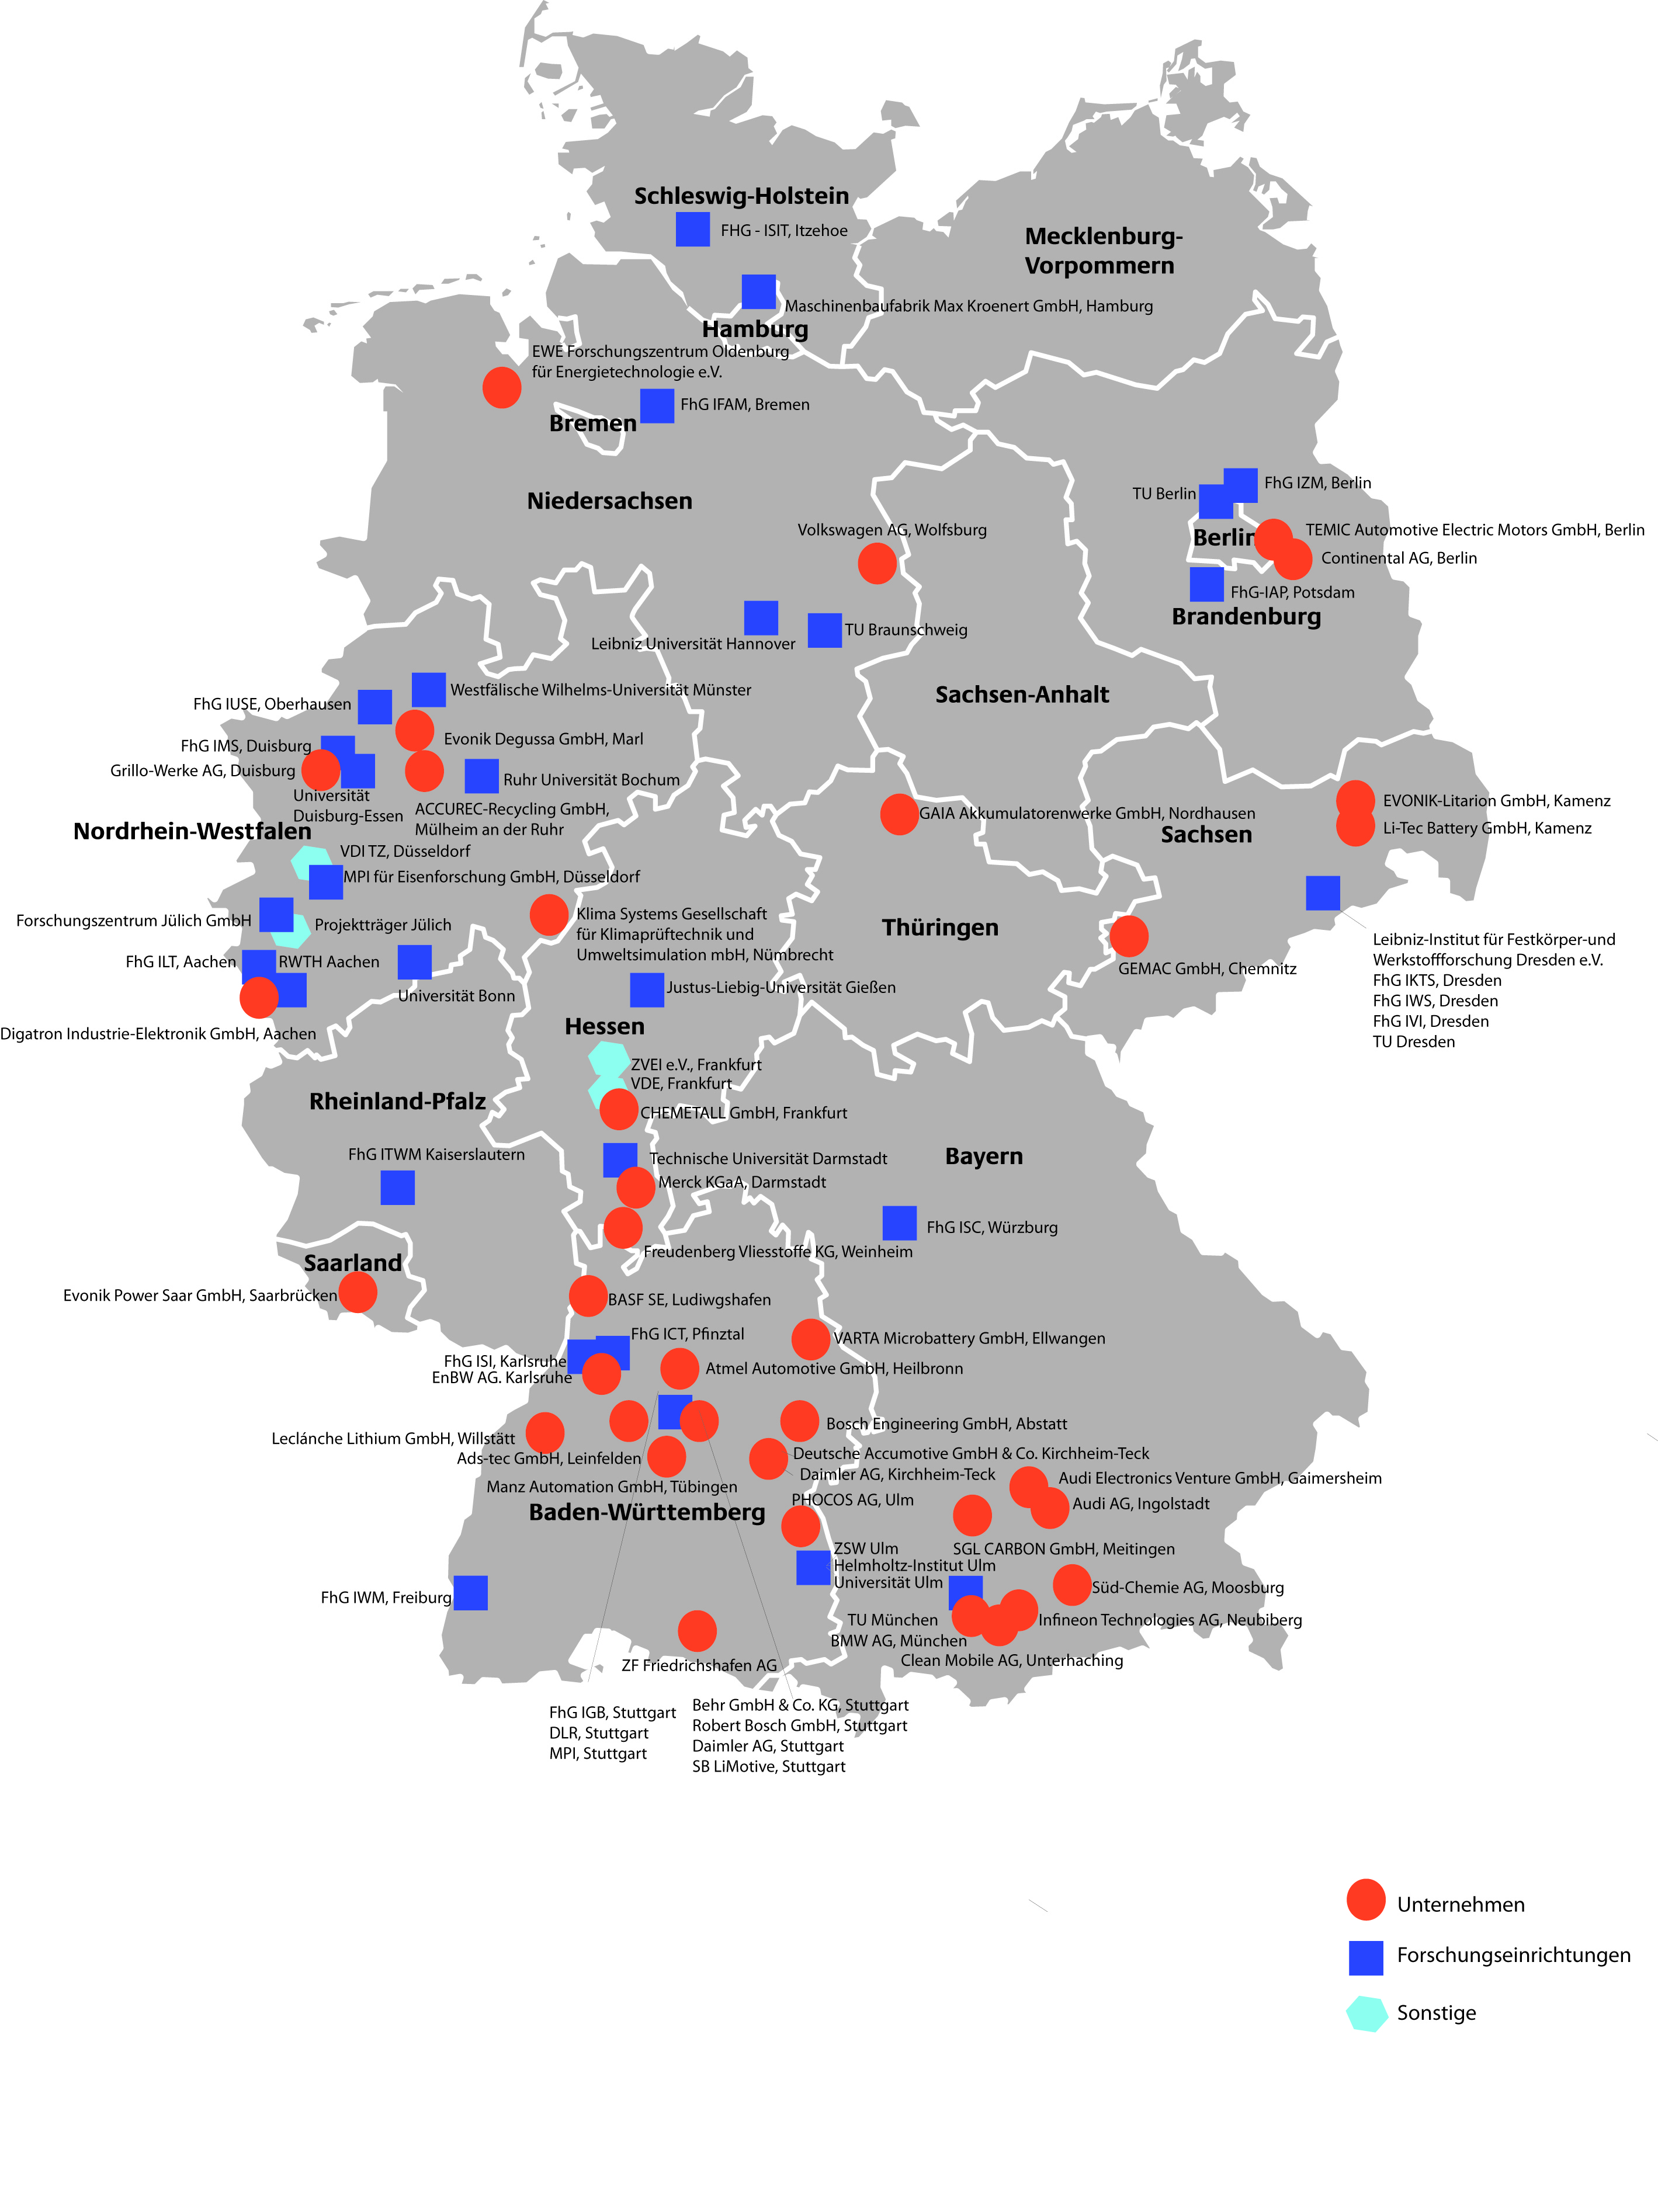 Schleswig-Holstein
FHG - ISIT, Itzehoe
Mecklenburg-
Vorpommern
Maschinenbaufabrik Max Kroenert GmbH, Hamburg
Hamburg
EWE Forschungszentrum Oldenburg
für Energietechnologie e.V.
FhG IFAM, Bremen
Bremen
Niedersachsen
TU Berlin
FhG IZM, Berlin
Volkswagen AG, Wolfsburg
Berlin
TEMIC Automotive Electric Motors GmbH, Berlin
Continental AG, Berlin
FhG-IAP, Potsdam
Brandenburg
Leibniz Universität Hannover
TU Braunschweig
Sachsen-Anhalt
Westfälische Wilhelms-Universität Münster
FhG IUSE, Oberhausen
Evonik Degussa GmbH, Marl
FhG IMS, Duisburg
Grillo-Werke AG, Duisburg
Ruhr Universität Bochum
Universität
Duisburg-Essen
ACCUREC-Recycling GmbH,
Mülheim an der Ruhr
Nordrhein-Westfalen
GAIA Akkumulatorenwerke GmbH, Nordhausen
Sachsen
EVONIK-Litarion GmbH, Kamenz
Li-Tec Battery GmbH, Kamenz
VDI TZ, Düsseldorf
MPI für Eisenforschung GmbH, Düsseldorf
Forschungszentrum Jülich GmbH
Projektträger Jülich
Klima Systems Gesellschaft
für Klimaprüftechnik und
Umweltsimulation mbH, Nümbrecht
Thüringen
GEMAC GmbH, Chemnitz
Leibniz-Institut für Festkörper-und
Werkstoffforschung Dresden e.V.
FhG IKTS, Dresden
FhG IWS, Dresden
FhG IVI, Dresden
TU Dresden
FhG ILT, Aachen
RWTH Aachen
Universität Bonn
Justus-Liebig-Universität Gießen
Digatron Industrie-Elektronik GmbH, Aachen
Hessen
ZVEI e.V., Frankfurt
VDE, Frankfurt
CHEMETALL GmbH, Frankfurt
Rheinland-Pfalz
FhG ITWM Kaiserslautern
Technische Universität Darmstadt
Merck KGaA, Darmstadt
Bayern
FhG ISC, Würzburg
Freudenberg Vliesstoffe KG, Weinheim
Saarland
Evonik Power Saar GmbH, Saarbrücken
BASF SE, Ludiwgshafen
FhG ICT, Pfinztal
VARTA Microbattery GmbH, Ellwangen
FhG ISI, Karlsruhe
EnBW AG. Karlsruhe
Atmel Automotive GmbH, Heilbronn
Bosch Engineering GmbH, Abstatt
Leclánche Lithium GmbH, Willstätt
Ads-tec GmbH, Leinfelden
Deutsche Accumotive GmbH & Co. Kirchheim-Teck
Daimler AG, Kirchheim-Teck
Manz Automation GmbH, Tübingen
Audi Electronics Venture GmbH, Gaimersheim
Audi AG, Ingolstadt
PHOCOS AG, Ulm
Baden-Württemberg
SGL CARBON GmbH, Meitingen
ZSW Ulm
Helmholtz-Institut Ulm
Universität Ulm
Süd-Chemie AG, Moosburg
FhG IWM, Freiburg
TU München
Infineon Technologies AG, Neubiberg
BMW AG, München
Clean Mobile AG, Unterhaching
ZF Friedrichshafen AG
FhG IGB, Stuttgart
DLR, Stuttgart
MPI, Stuttgart
Behr GmbH & Co. KG, Stuttgart
Robert Bosch GmbH, Stuttgart
Daimler AG, Stuttgart
SB LiMotive, Stuttgart
Unternehmen
Forschungseinrichtungen
Sonstige